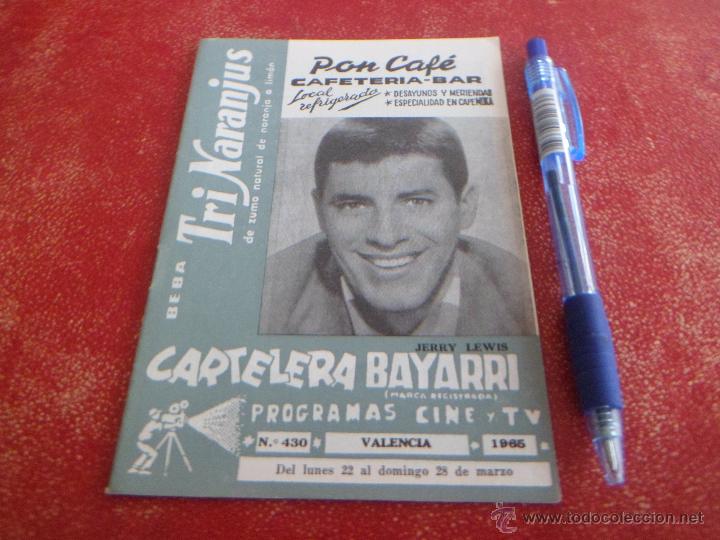 Pon Café
CAFETERIA-BAR
Local refrigerado
* DESAYUNOS Y MERIENDAS
* ESPECIALIDAD EN CAFE MOKA
BEBA TriNaranjus
de zumo natural de naranja o limón
JERRY LEWIS
CARTELERA BAYARRI
(MARCA REGISTRADA)
PROGRAMAS CINE y TV
N.º 430 VALENCIA 1965
Del lunes 22 al domingo 28 de marzo
© www.todocoleccion.net